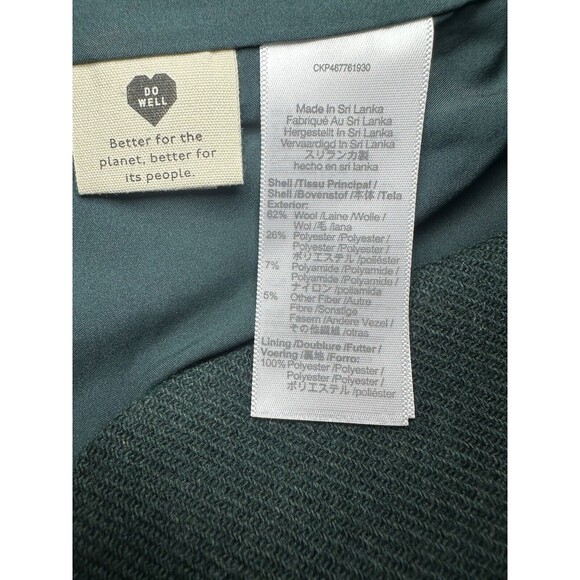 DO
WELL
Better for the
planet, better for
its people.
CKP467761930
Made In Sri Lanka
Fabriqué Au Sri Lanka
Hergestellt In Sri Lanka
Vervaardigd In Sri Lanka
スリランカ製
hecho en sri lanka
Shell /Tissu Principal /
Shell /Bovenstof /本体 /Tela
Exterior:
62% Wool /Laine /Wolle /
Wol /毛 /lana
26% Polyester /Polyester /
Polyester /Polyester /
ポリエステル /poliéster
7% Polyamide /Polyamide /
Polyamid /Polyamide /
ナイロン /poliamida
5% Other Fiber /Autre
Fibre /Sonstige
Fasern /Andere Vezel /
その他繊維 /otras
Lining /Doublure /Futter /
Voering /裏地 /Forro:
100% Polyester /Polyester /
Polyester /Polyester /
ポリエステル /poliéster